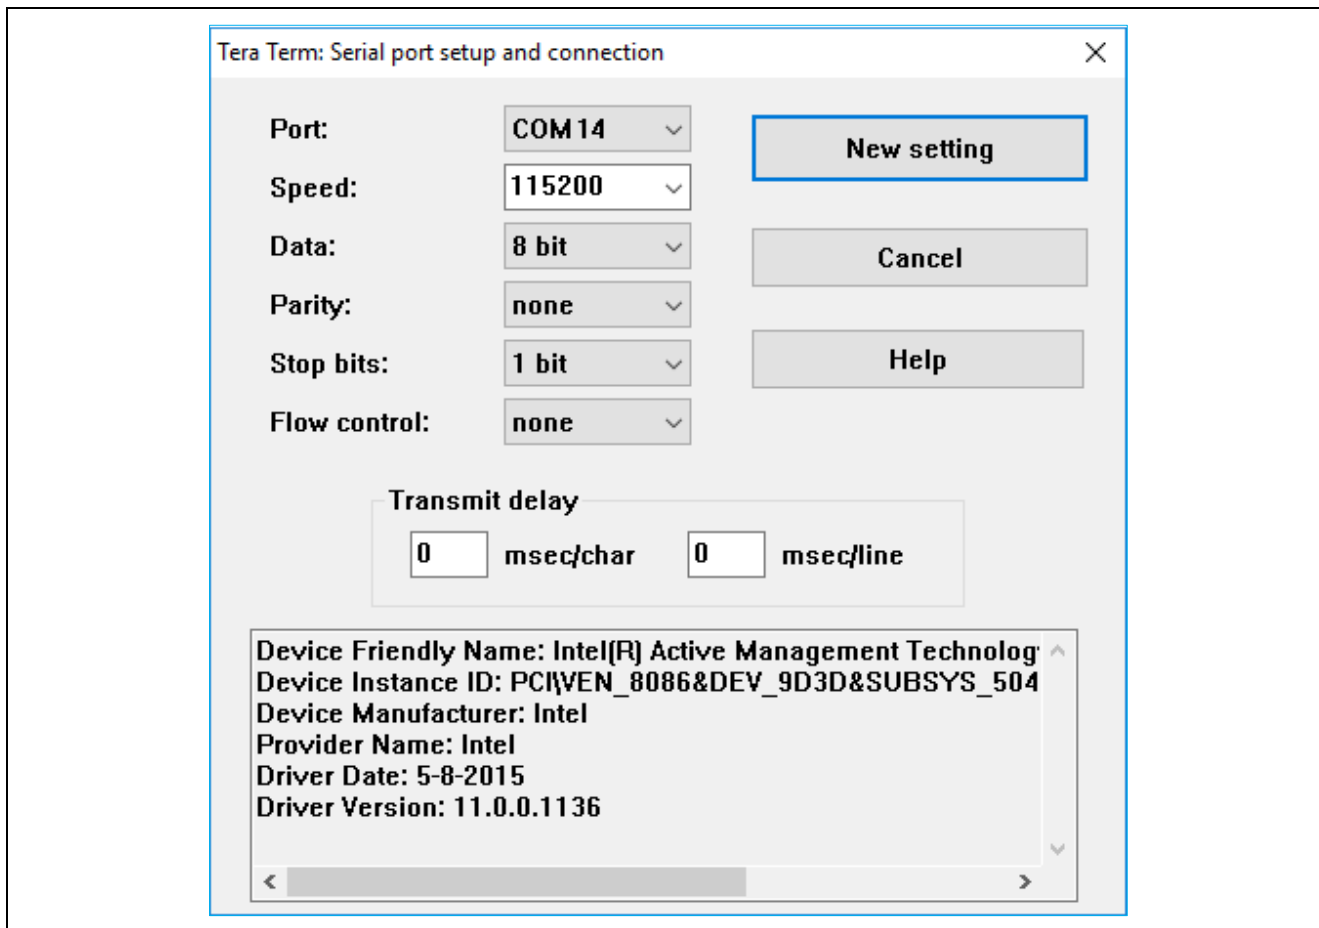 Tera Term: Serial port setup and connection
Port: COM14
New setting
Speed: 115200
Data: 8 bit
Cancel
Parity: none
Stop bits: 1 bit
Help
Flow control: none
Transmit delay
0 msec/char 0 msec/line
Device Friendly Name: Intel(R) Active Management Technolog
Device Instance ID: PCI\VEN_8086&DEV_9D3D&SUBSYS_504
Device Manufacturer: Intel
Provider Name: Intel
Driver Date: 5-8-2015
Driver Version: 11.0.0.1136